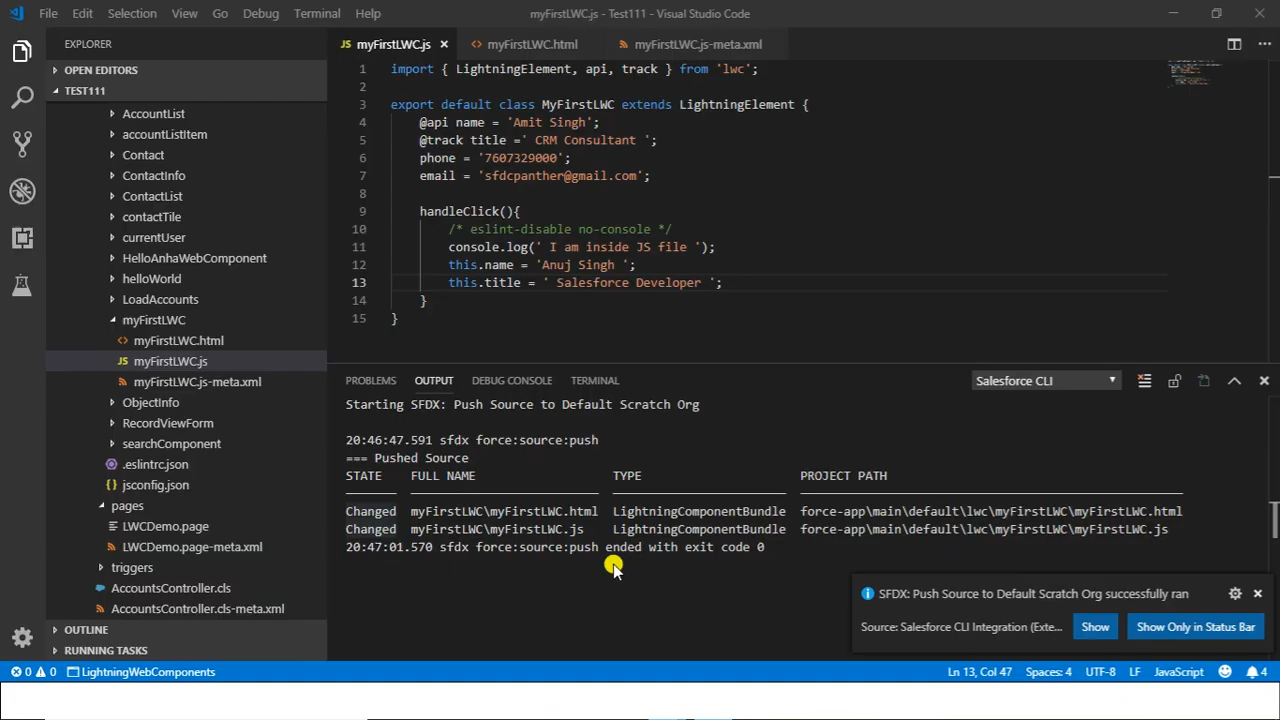 File Edit Selection View Go Debug Terminal Help myFirstLWC.js - Test111 - Visual Studio Code
EXPLORER
OPEN EDITORS
TEST111
AccountList
accountListItem
Contact
ContactInfo
ContactList
contactTile
currentUser
HelloAnhaWebComponent
helloWorld
LoadAccounts
myFirstLWC
<> myFirstLWC.html
JS myFirstLWC.js
myFirstLWC.js-meta.xml
ObjectInfo
RecordViewForm
searchComponent
.eslintrc.json
{} jsconfig.json
pages
LWCDemo.page
LWCDemo.page-meta.xml
triggers
AccountsController.cls
AccountsController.cls-meta.xml
OUTLINE
RUNNING TASKS
JS myFirstLWC.js <> myFirstLWC.html myFirstLWC.js-meta.xml
1 import { LightningElement, api, track } from 'lwc';
2
3 export default class MyFirstLWC extends LightningElement {
4 @api name = 'Amit Singh';
5 @track title =' CRM Consultant ';
6 phone = '7607329000';
7 email = 'sfdcpanther@gmail.com';
8
9 handleClick(){
10 /* eslint-disable no-console */
11 console.log(' I am inside JS file ');
12 this.name = 'Anuj Singh ';
13 this.title = ' Salesforce Developer ';
14 }
15 }
PROBLEMS OUTPUT DEBUG CONSOLE TERMINAL Salesforce CLI
Starting SFDX: Push Source to Default Scratch Org
20:46:47.591 sfdx force:source:push
=== Pushed Source
STATE FULL NAME TYPE PROJECT PATH
Changed myFirstLWC\myFirstLWC.html LightningComponentBundle force-app\main\default\lwc\myFirstLWC\myFirstLWC.html
Changed myFirstLWC\myFirstLWC.js LightningComponentBundle force-app\main\default\lwc\myFirstLWC\myFirstLWC.js
20:47:01.570 sfdx force:source:push ended with exit code 0
SFDX: Push Source to Default Scratch Org successfully ran
Source: Salesforce CLI Integration (Exte... Show Show Only in Status Bar
0 0 LightningWebComponents Ln 13, Col 47 Spaces: 4 UTF-8 LF JavaScript 4